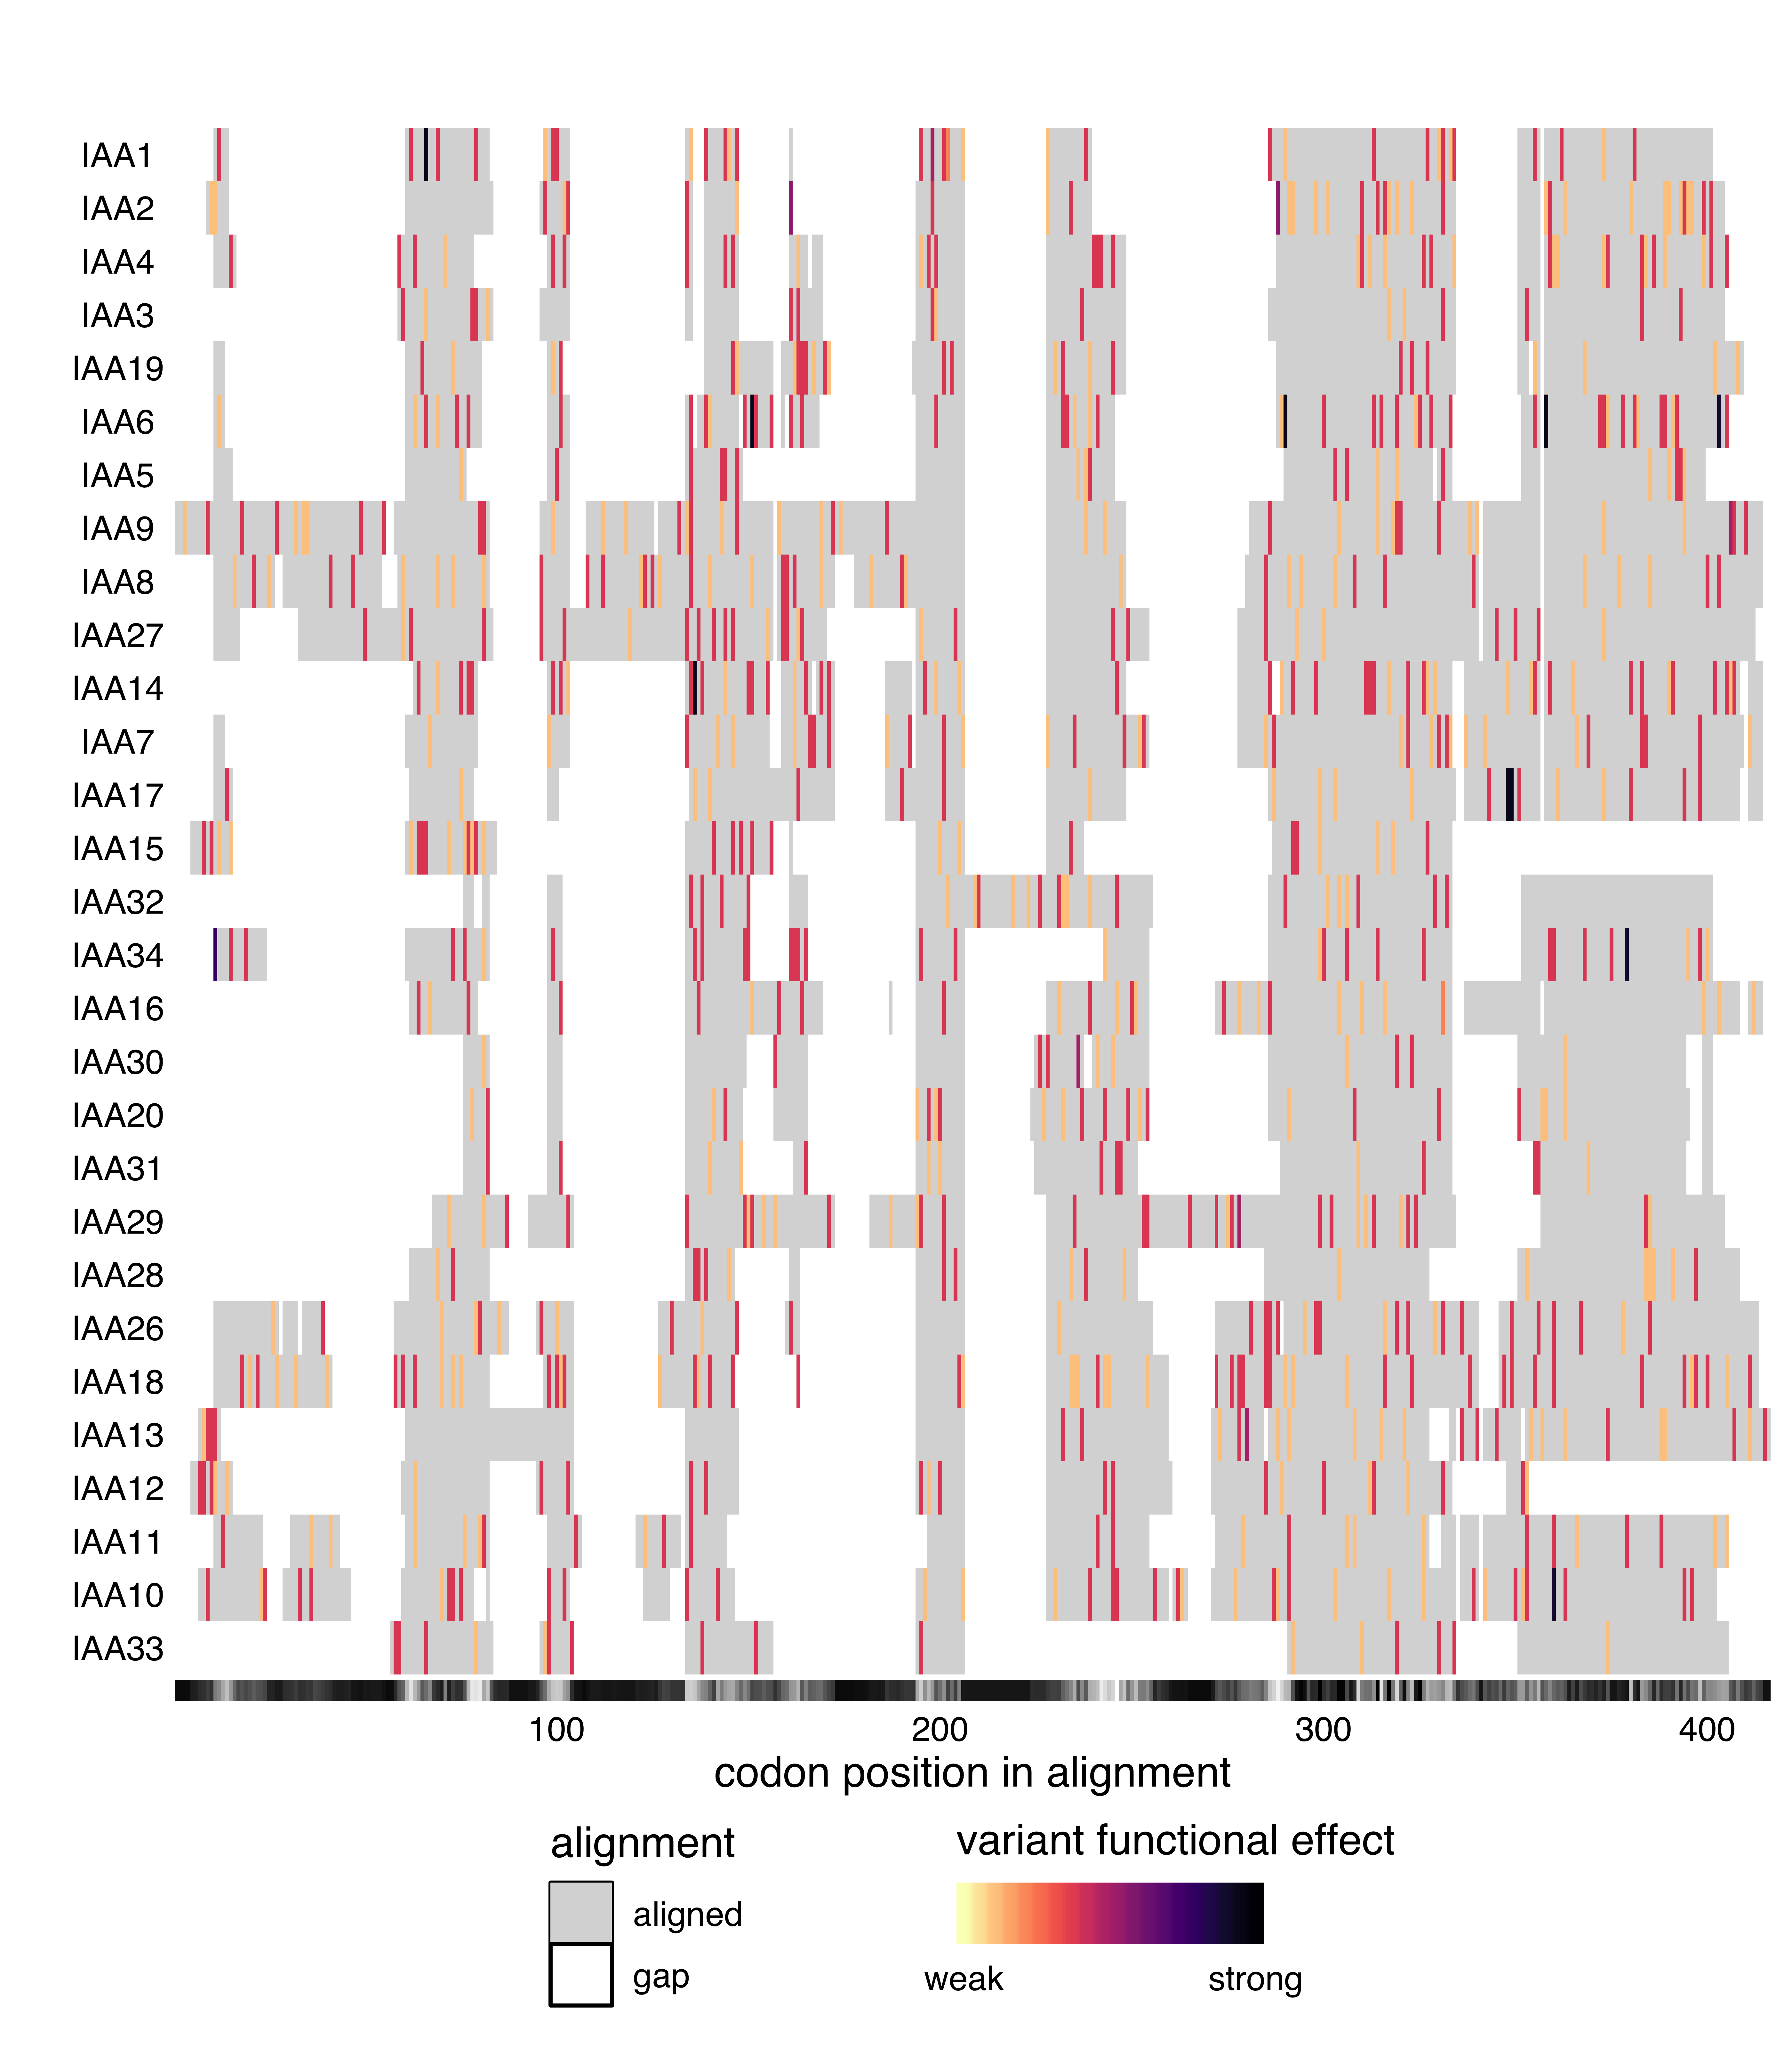 IAA1
IAA2
IAA4
IAA3
IAA19
IAA6
IAA5
IAA9
IAA8
IAA27
IAA14
IAA7
IAA17
IAA15
IAA32
IAA34
IAA16
IAA30
IAA20
IAA31
IAA29
IAA28
IAA26
IAA18
IAA13
IAA12
IAA11
IAA10
IAA33
100 200 300 400
codon position in alignment
alignment
aligned
gap
variant functional effect
weak strong